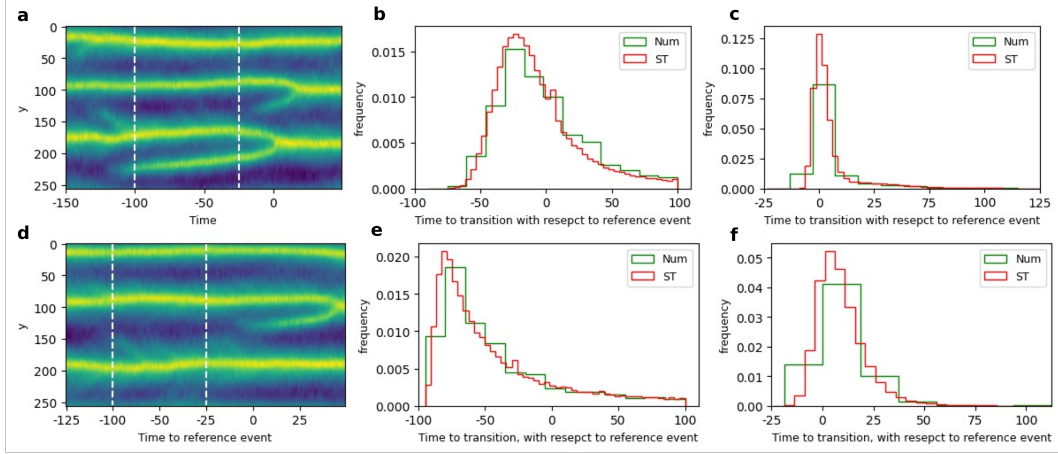 a
0
50
100
150
200
250
y
-150 -100 -50 0
Time
b
0.015
0.010
0.005
0.000
frequency
Num
ST
-100 -50 0 50 100
Time to transition with resepct to reference event
c
0.125
0.100
0.075
0.050
0.025
0.000
frequency
Num
ST
-25 0 25 50 75 100 125
Time to transition with resepct to reference event
d
0
50
100
150
200
250
y
-125 -100 -75 -50 -25 0 25
Time to reference event
e
0.020
0.015
0.010
0.005
0.000
frequency
Num
ST
-100 -50 0 50 100
Time to transition, with resepct to reference event
f
0.05
0.04
0.03
0.02
0.01
0.00
frequency
Num
ST
-25 0 25 50 75 100
Time to transition, with resepct to reference event